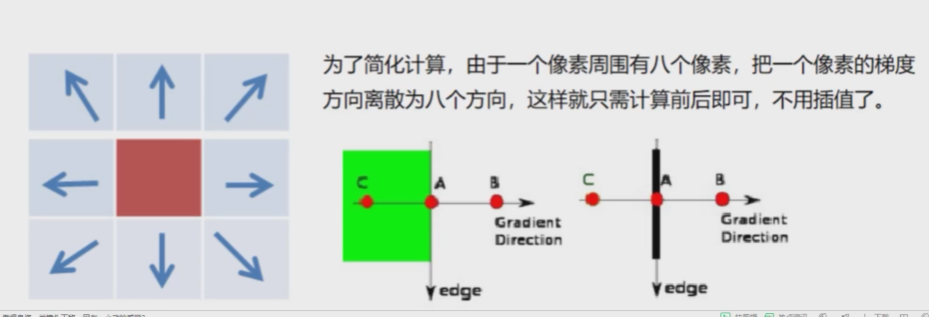 为了简化计算，由于一个像素周围有八个像素，把一个像素的梯度
方向离散为八个方向，这样就只需计算前后即可，不用插值了。
C A B
Gradient
Direction
edge
C A B
Gradient
Direction
edge